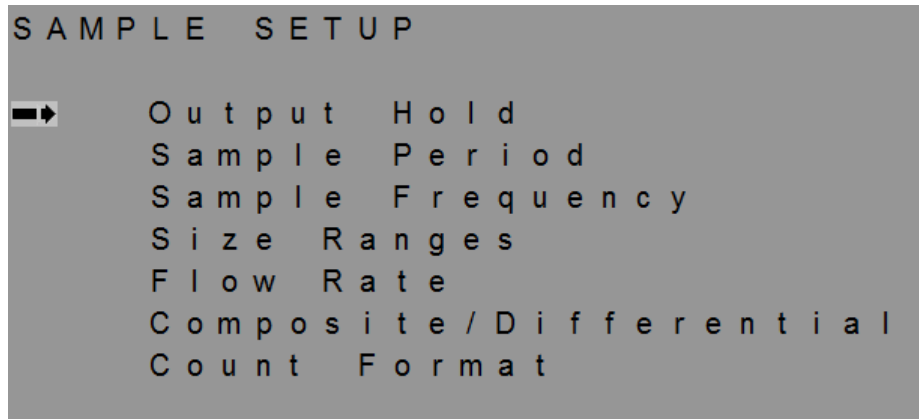 SAMPLE SETUP
Output Hold
Sample Period
Sample Frequency
Size Ranges
Flow Rate
Composite/Differential
Count Format